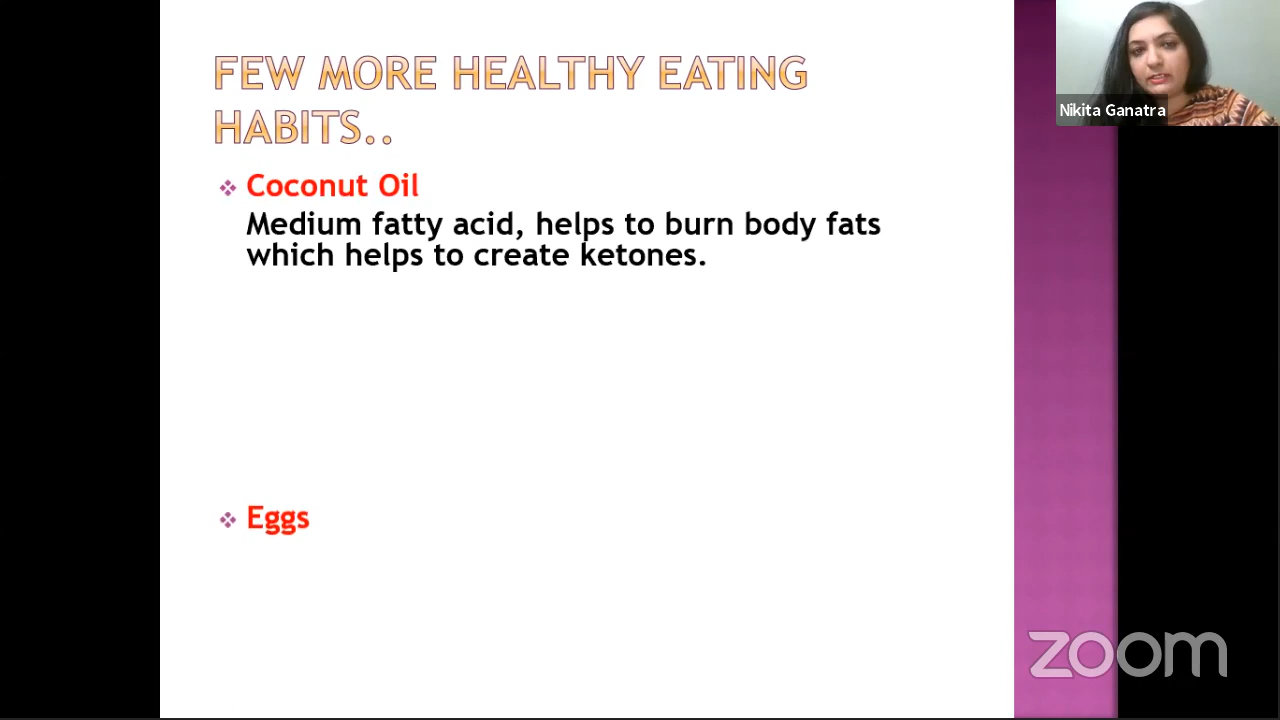 FEW MORE HEALTHY EATING
HABITS..
Coconut Oil
Medium fatty acid, helps to burn body fats
which helps to create ketones.
Eggs
Nikita Ganatra
zoom